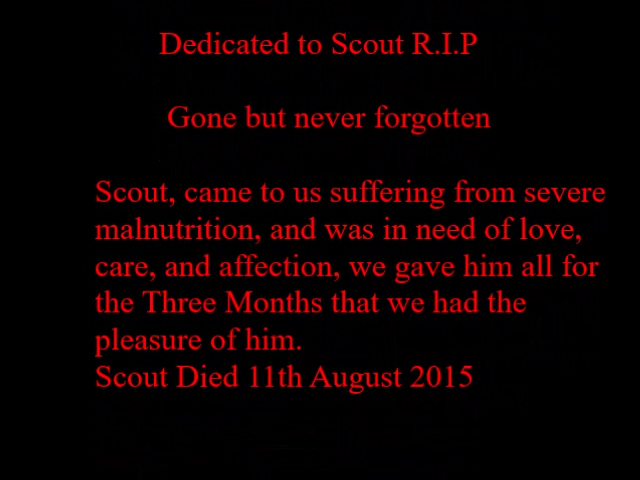 Dedicated to Scout R.I.P
Gone but never forgotten
Scout, came to us suffering from severe
malnutrition, and was in need of love,
care, and affection, we gave him all for
the Three Months that we had the
pleasure of him.
Scout Died 11th August 2015